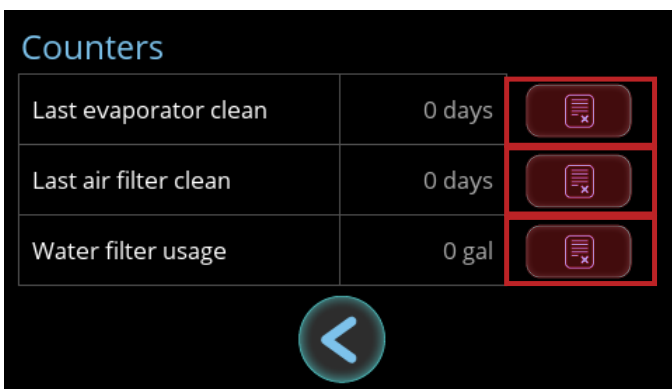 Counters
Last evaporator clean 0 days
Last air filter clean 0 days
Water filter usage 0 gal